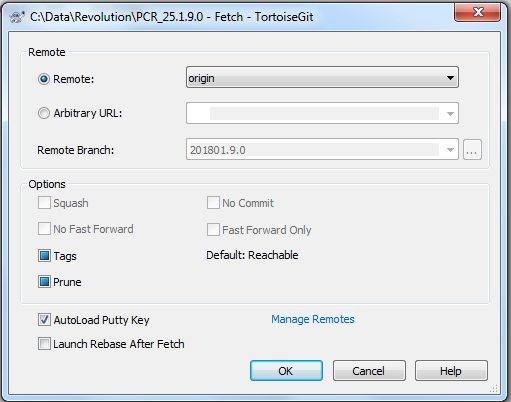 C:\Data\Revolution\PCR_25.1.9.0 - Fetch - TortoiseGit
Remote
Remote:
origin
Arbitrary URL:
Remote Branch:
201801.9.0
...
Options
Squash
No Commit
No Fast Forward
Fast Forward Only
Tags
Default: Reachable
Prune
AutoLoad Putty Key
Manage Remotes
Launch Rebase After Fetch
OK
Cancel
Help